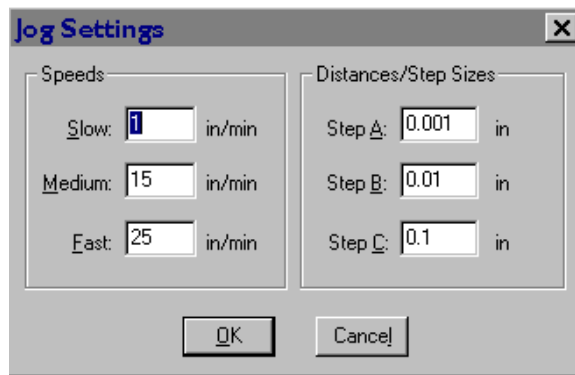 Jog Settings
Speeds
Slow: 1 in/min
Medium: 15 in/min
Fast: 25 in/min
Distances/Step Sizes
Step A: 0.001 in
Step B: 0.01 in
Step C: 0.1 in
OK Cancel